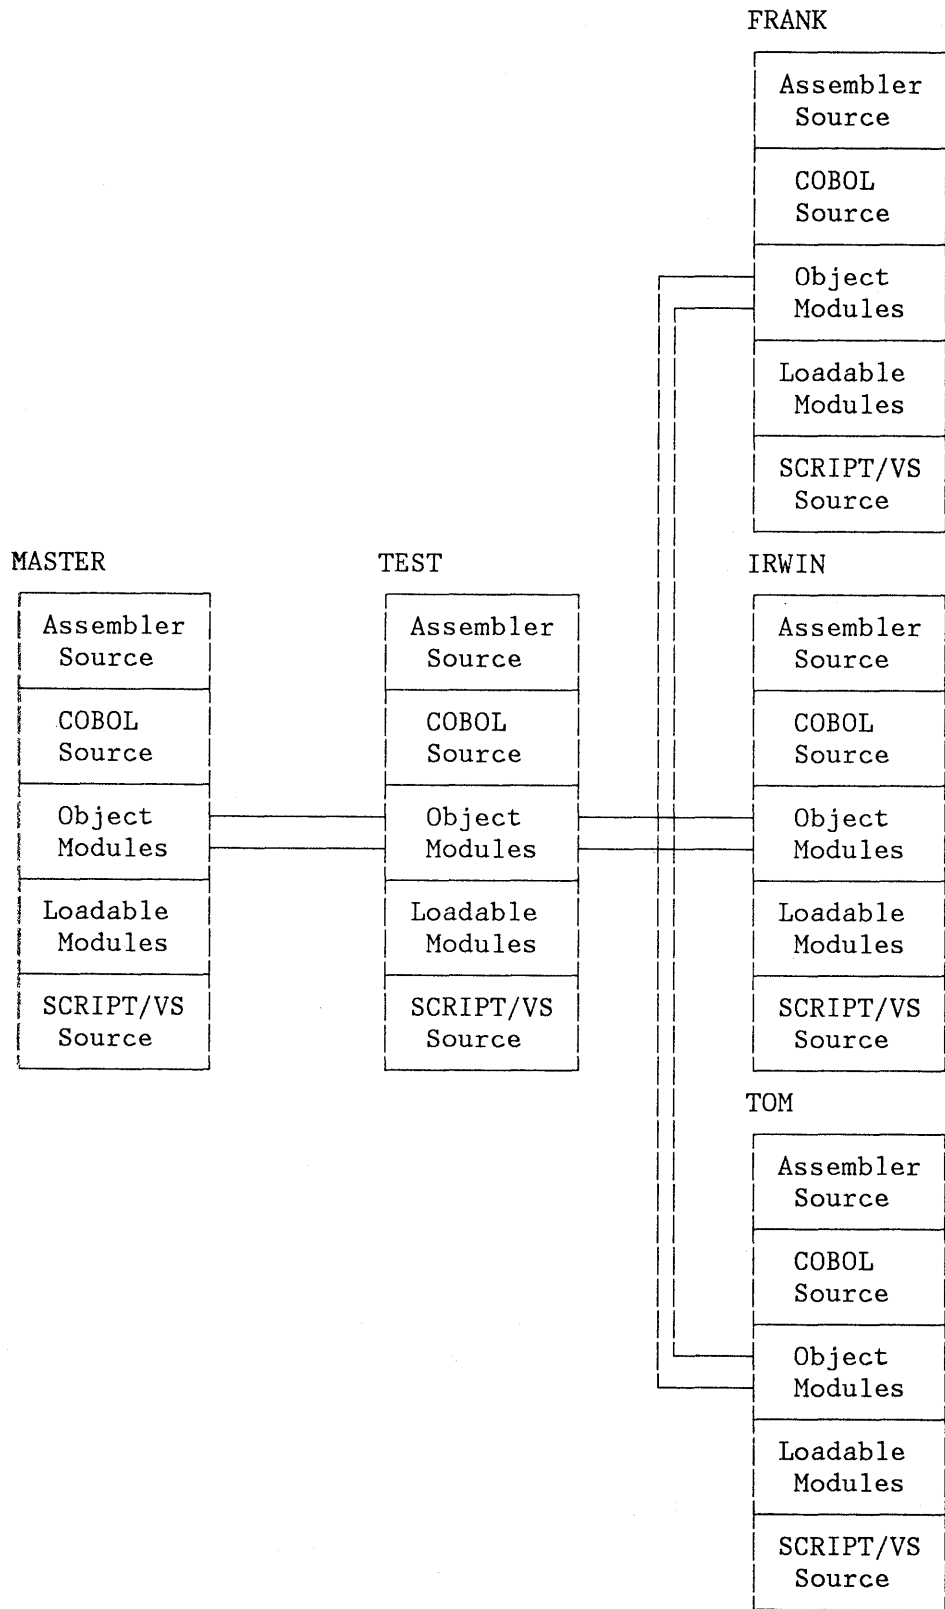 FRANK
Assembler
Source
COBOL
Source
Object
Modules
Loadable
Modules
SCRIPT/VS
Source
MASTER
Assembler
Source
COBOL
Source
Object
Modules
Loadable
Modules
SCRIPT/VS
Source
TEST
Assembler
Source
COBOL
Source
Object
Modules
Loadable
Modules
SCRIPT/VS
Source
IRWIN
Assembler
Source
COBOL
Source
Object
Modules
Loadable
Modules
SCRIPT/VS
Source
TOM
Assembler
Source
COBOL
Source
Object
Modules
Loadable
Modules
SCRIPT/VS
Source